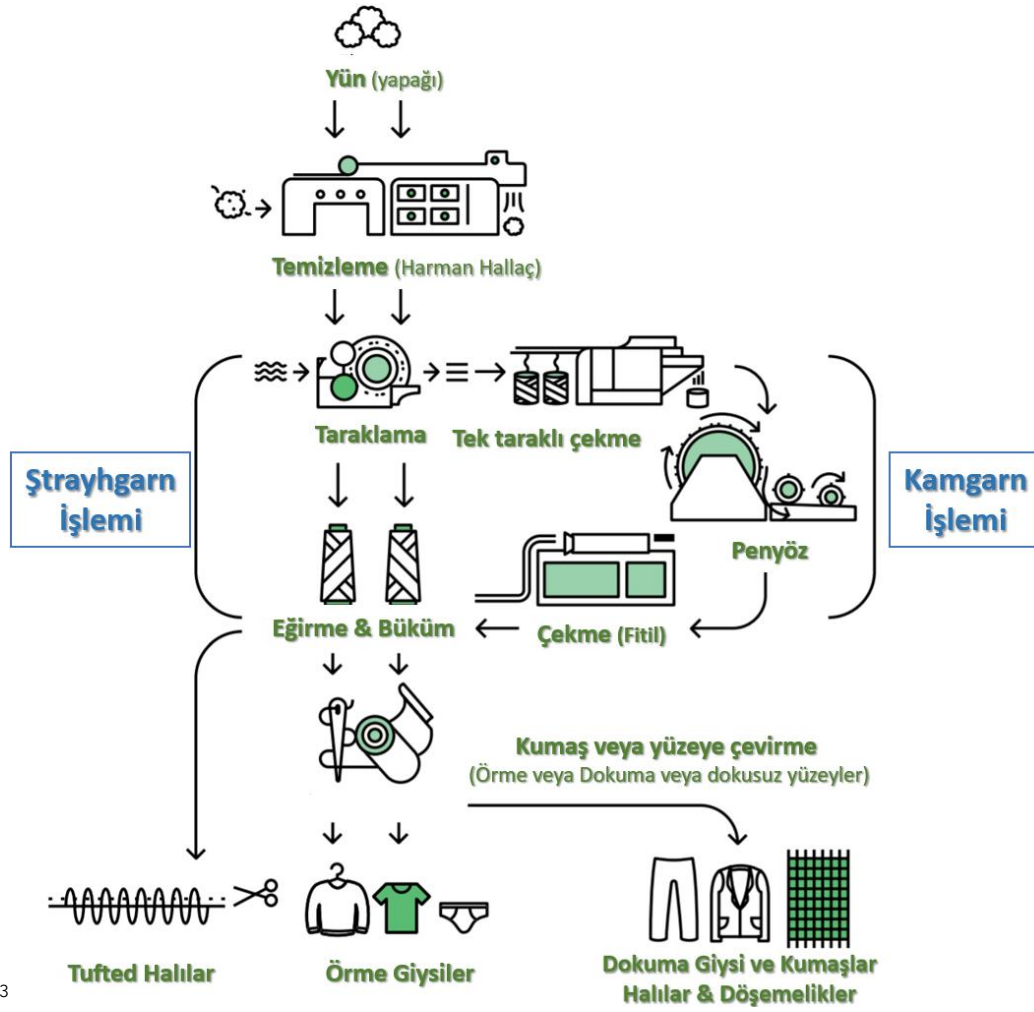 Yün (yapağı)
Temizleme (Harman Hallaç)
Taraklama
Tek taraklı çekme
Ştrayhgarn
İşlemi
Kamgarn
İşlemi
Penyöz
Eğirme & Büküm
Çekme (Fitil)
Kumaş veya yüzeye çevirme
(Örme veya Dokuma veya dokusuz yüzeyler)
Tufted Halılar
Örme Giysiler
Dokuma Giysi ve Kumaşlar
Halılar & Döşemelikler
3